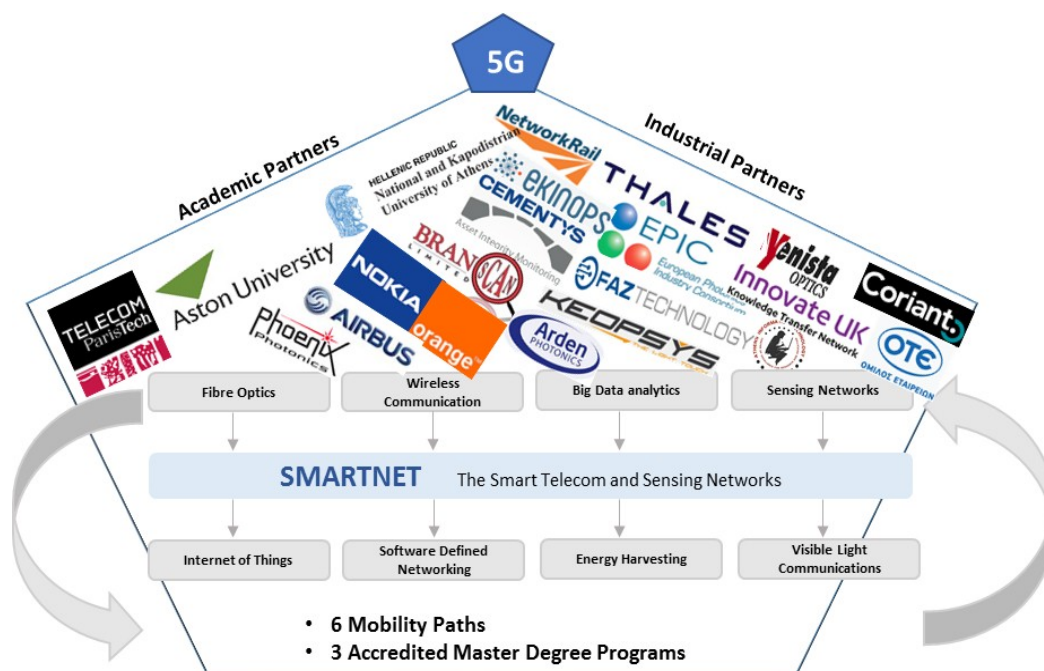 5G
Academic Partners
Industrial Partners
NetworkRail
HELLENIC REPUBLIC
National and Kapodistrian
University of Athens
THALES
EKINOPS
CEMENTYS
Asset Integrity Monitoring
EPIC
European
Industry Consortium
Yenista
OPTICS
Innovate UK
Knowledge Transfer Network
Coriant
TELECOM
ParisTech
Aston University
BRAN SCAN
LIMITED
NOKIA
orange™
FAZ TECHNOLOGY
Phoenix
Photonics
AIRBUS
Arden
PHOTONICS
KEOPSYS
OTE
ΟΜΙΛΟΣ ΕΤΑΙΡΕΙΩΝ
Fibre Optics
Wireless
Communication
Big Data analytics
Sensing Networks
SMARTNET The Smart Telecom and Sensing Networks
Internet of Things
Software Defined
Networking
Energy Harvesting
Visible Light
Communications
• 6 Mobility Paths
• 3 Accredited Master Degree Programs